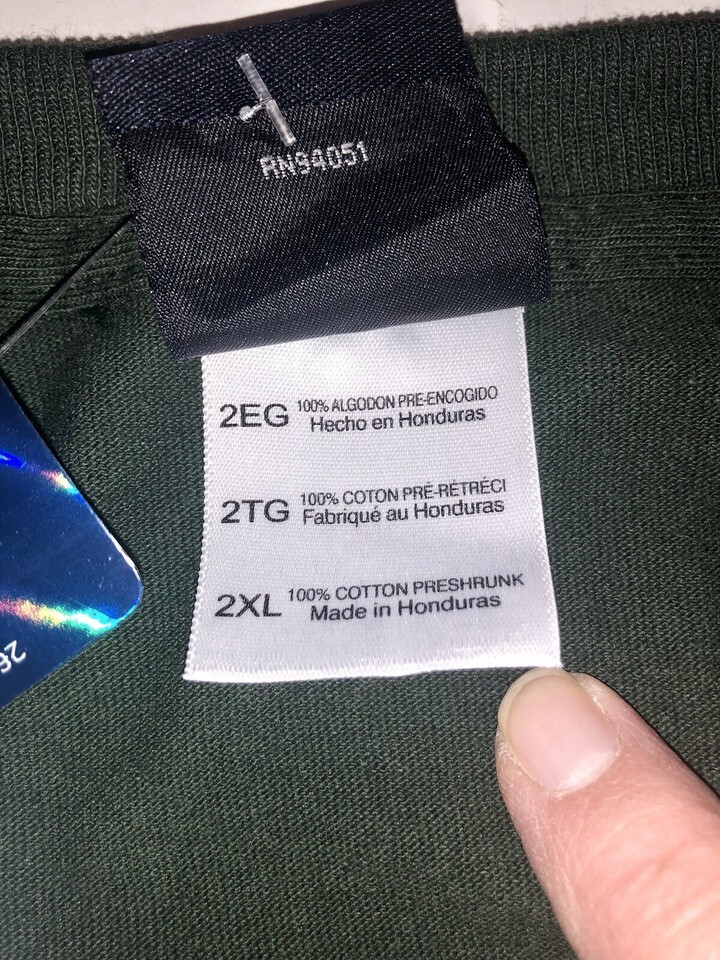 RN94051
2EG 100% ALGODON PRE-ENCOGIDO
Hecho en Honduras
2TG 100% COTON PRÉ-RÉTRÉCI
Fabriqué au Honduras
2XL 100% COTTON PRESHRUNK
Made in Honduras
26